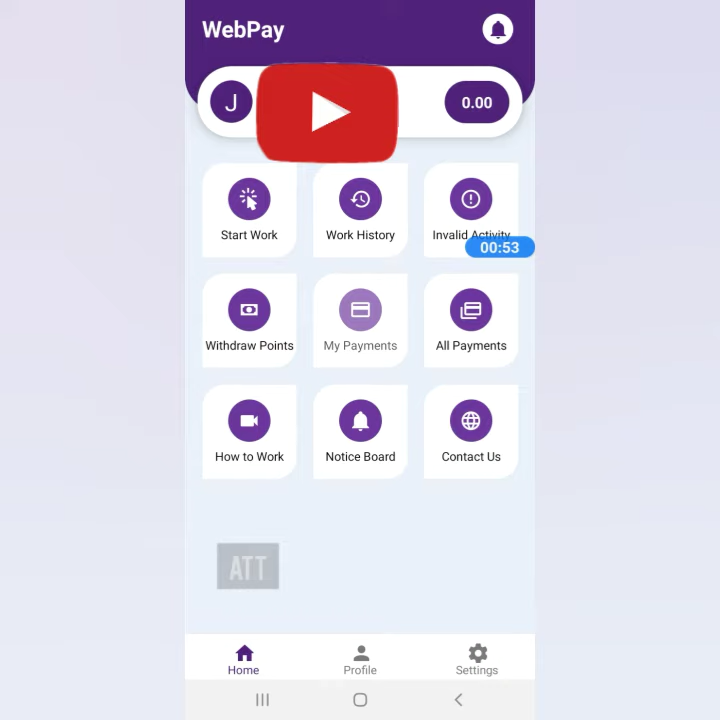 WebPay
J
0.00
Start Work
Work History
Invalid Activity
00:53
Withdraw Points
My Payments
All Payments
How to Work
Notice Board
Contact Us
ATT
Home
Profile
Settings